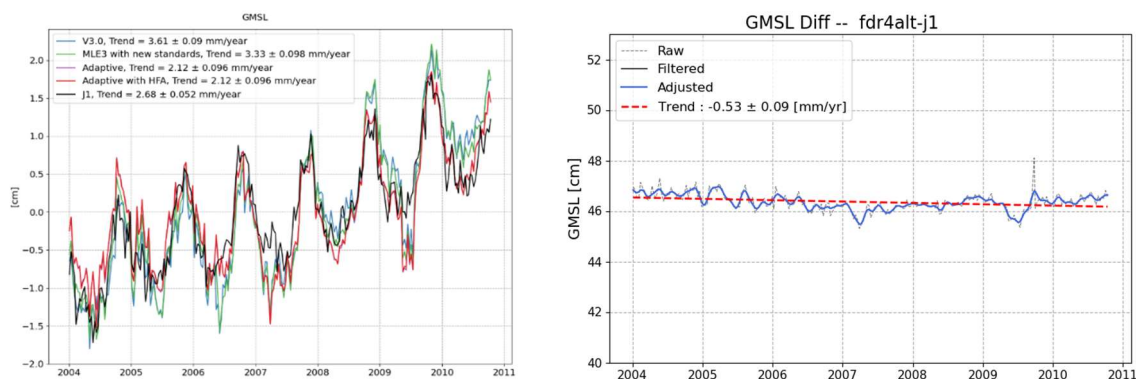 GMSL
V3.0, Trend = 3.61 ± 0.09 mm/year
MLE3 with new standards, Trend = 3.33 ± 0.098 mm/year
Adaptive, Trend = 2.12 ± 0.096 mm/year
Adaptive with HFA, Trend = 2.12 ± 0.096 mm/year
J1, Trend = 2.68 ± 0.052 mm/year
[cm]
2.0
1.5
1.0
0.5
0.0
−0.5
−1.0
−1.5
−2.0
2004 2005 2006 2007 2008 2009 2010 2011
GMSL Diff -- fdr4alt-j1
Raw
Filtered
Adjusted
Trend : -0.53 ± 0.09 [mm/yr]
GMSL [cm]
52
50
48
46
44
42
40
2004 2005 2006 2007 2008 2009 2010 2011